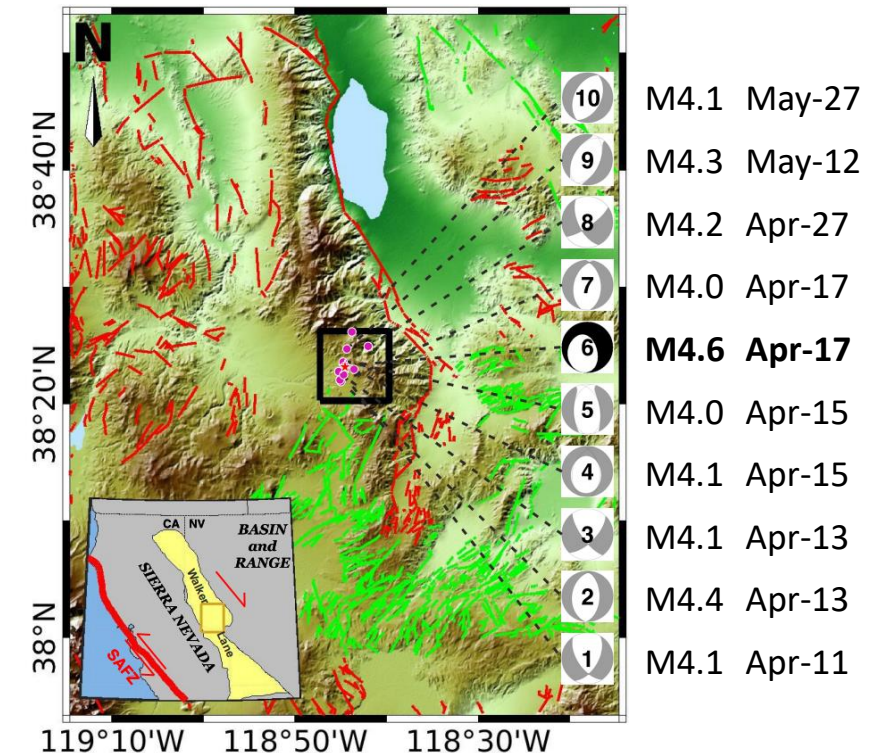 N
38°40'N
38°20'N
38°N
119°10'W
118°50'W
118°30'W
10 M4.1 May-27
9 M4.3 May-12
8 M4.2 Apr-27
7 M4.0 Apr-17
6 M4.6 Apr-17
5 M4.0 Apr-15
4 M4.1 Apr-15
3 M4.1 Apr-13
2 M4.4 Apr-13
1 M4.1 Apr-11
CA NV
BASIN
and
RANGE
SIERRA NEVADA
Walker
Lane
SAFZ